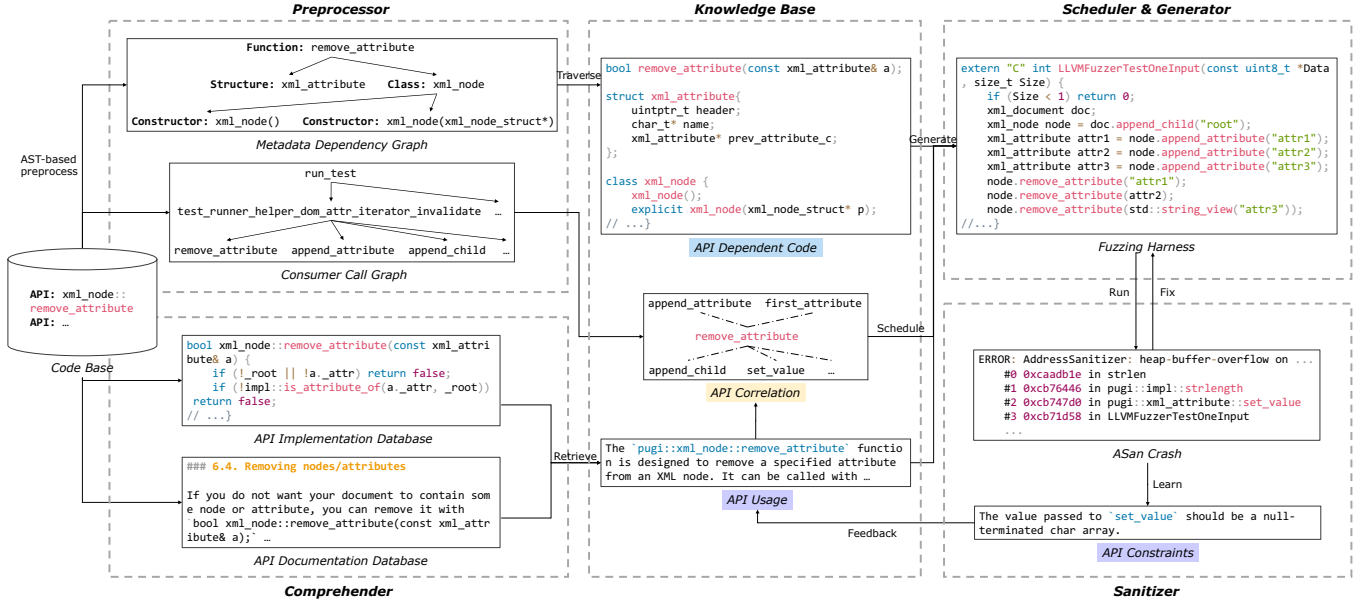 Preprocessor
Knowledge Base
Scheduler & Generator
Function: remove_attribute
Structure: xml_attribute
Class: xml_node
Constructor: xml_node()
Constructor: xml_node(xml_node_struct*)
Metadata Dependency Graph
AST-based
preprocess
run_test
test_runner_helper_dom_attr_iterator_invalidate …
remove_attribute
append_attribute
append_child
…
Consumer Call Graph
API: xml_node::
remove_attribute
API: …
Code Base
bool xml_node::remove_attribute(const xml_attri
bute& a) {
if (!_root || !a._attr) return false;
if (!impl::is_attribute_of(a._attr, _root))
return false;
// ...}
API Implementation Database
### 6.4. Removing nodes/attributes
If you do not want your document to contain som
e node or attribute, you can remove it with
`bool xml_node::remove_attribute(const xml_attr
ibute& a);` …
API Documentation Database
Comprehender
Traverse
bool remove_attribute(const xml_attribute& a);
struct xml_attribute{
uintptr_t header;
char_t* name;
xml_attribute* prev_attribute_c;
};
class xml_node {
xml_node();
explicit xml_node(xml_node_struct* p);
// ...}
API Dependent Code
append_attribute
first_attribute
remove_attribute
append_child
set_value
…
API Correlation
Retrieve
The `pugi::xml_node::remove_attribute` functio
n is designed to remove a specified attribute
from an XML node. It can be called with …
API Usage
Generate
Schedule
extern "C" int LLVMFuzzerTestOneInput(const uint8_t *Data
, size_t Size) {
if (Size < 1) return 0;
xml_document doc;
xml_node node = doc.append_child("root");
xml_attribute attr1 = node.append_attribute("attr1");
xml_attribute attr2 = node.append_attribute("attr2");
xml_attribute attr3 = node.append_attribute("attr3");
node.remove_attribute("attr1");
node.remove_attribute(attr2);
node.remove_attribute(std::string_view("attr3"));
//...}
Fuzzing Harness
Run
Fix
ERROR: AddressSanitizer: heap-buffer-overflow on ...
#0 0xcaadb1e in strlen
#1 0xcb76446 in pugi::impl::strlength
#2 0xcb747d0 in pugi::xml_attribute::set_value
#3 0xcb71d58 in LLVMFuzzerTestOneInput
...
ASan Crash
Learn
The value passed to `set_value` should be a null-
terminated char array.
API Constraints
Feedback
Sanitizer